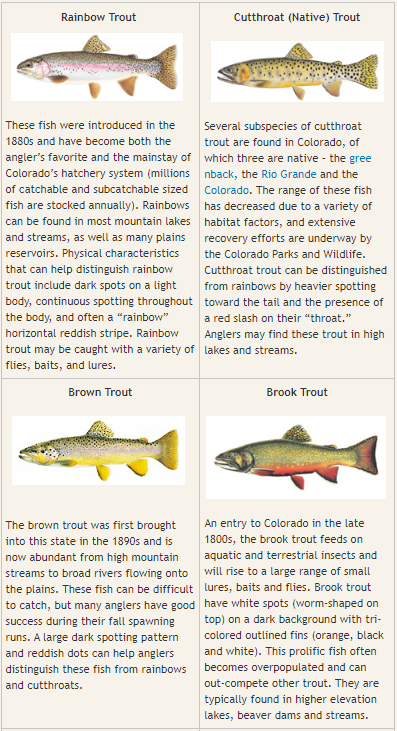 Rainbow Trout
These fish were introduced in the
1880s and have become both the
angler's favorite and the mainstay of
Colorado's hatchery system (millions
of catchable and subcatchable sized
fish are stocked annually). Rainbows
can be found in most mountain lakes
and streams, as well as many plains
reservoirs. Physical characteristics
that can help distinguish rainbow
trout include dark spots on a light
body, continuous spotting throughout
the body, and often a “rainbow”
horizontal reddish stripe. Rainbow
trout may be caught with a variety of
flies, baits, and lures.
Cutthroat (Native) Trout
Several subspecies of cutthroat
trout are found in Colorado, of
which three are native - the gree
nback, the Rio Grande and the
Colorado. The range of these fish
has decreased due to a variety of
habitat factors, and extensive
recovery efforts are underway by
the Colorado Parks and Wildlife.
Cutthroat trout can be distinguished
from rainbows by heavier spotting
toward the tail and the presence of
a red slash on their “throat.”
Anglers may find these trout in high
lakes and streams.
Brown Trout
The brown trout was first brought
into this state in the 1890s and is
now abundant from high mountain
streams to broad rivers flowing onto
the plains. These fish can be difficult
to catch, but many anglers have good
success during their fall spawning
runs. A large dark spotting pattern
and reddish dots can help anglers
distinguish these fish from rainbows
and cutthroats.
Brook Trout
An entry to Colorado in the late
1800s, the brook trout feeds on
aquatic and terrestrial insects and
will rise to a large range of small
lures, baits and flies. Brook trout
have white spots (worm-shaped on
top) on a dark background with tri-
colored outlined fins (orange, black
and white). This prolific fish often
becomes overpopulated and can
out-compete other trout. They are
typically found in higher elevation
lakes, beaver dams and streams.